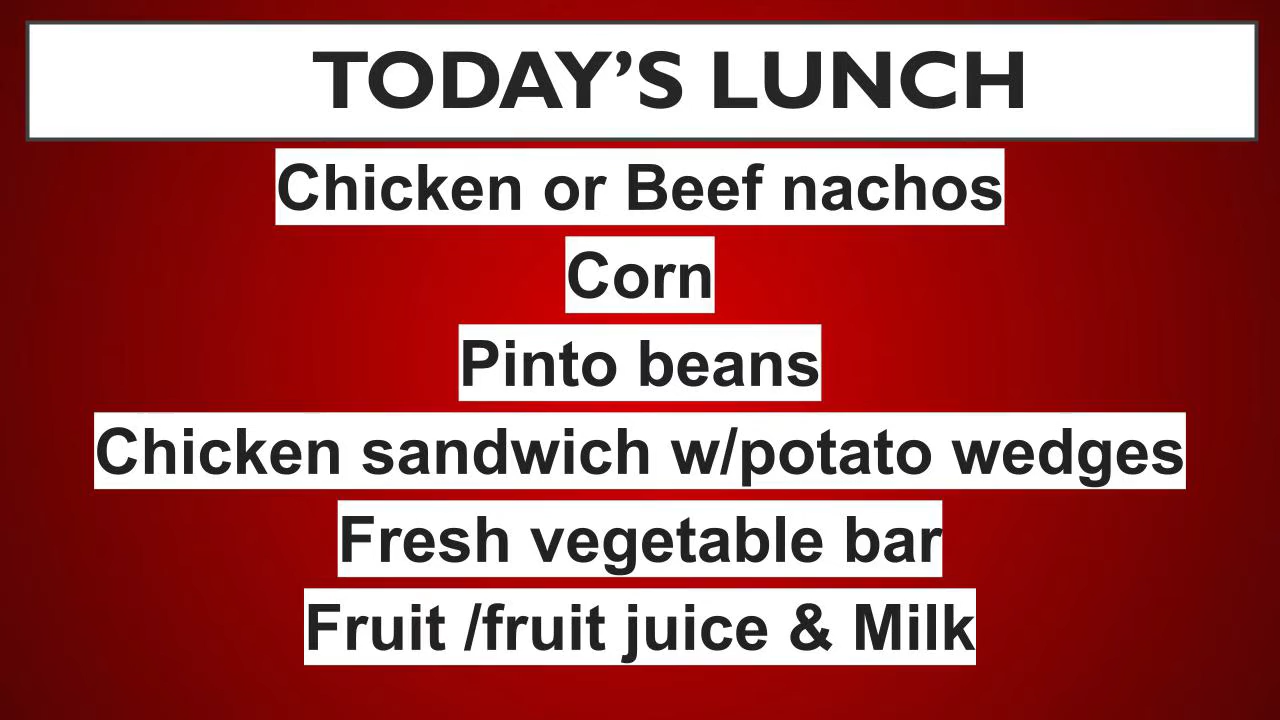 TODAY’S LUNCH
Chicken or Beef nachos
Corn
Pinto beans
Chicken sandwich w/potato wedges
Fresh vegetable bar
Fruit /fruit juice & Milk